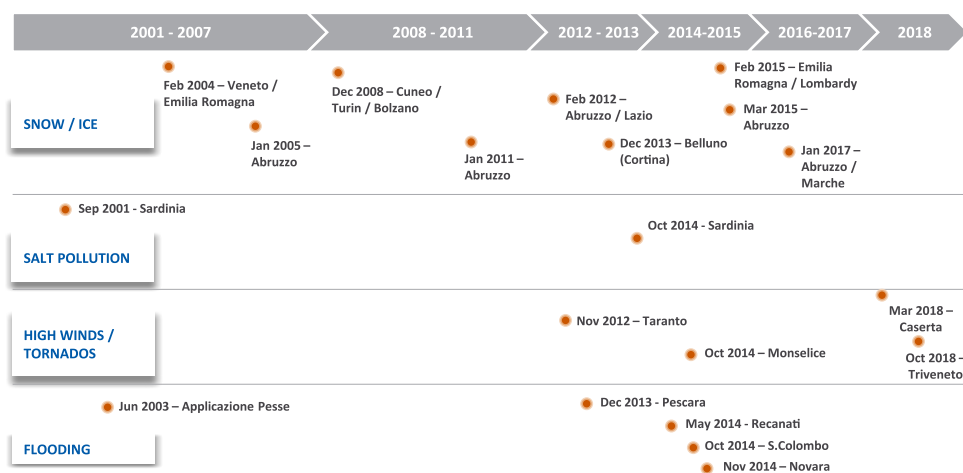 2001 - 2007
2008 - 2011
2012 - 2013
2014-2015
2016-2017
2018
SNOW / ICE
Feb 2004 – Veneto /
Emilia Romagna
Jan 2005 –
Abruzzo
Dec 2008 – Cuneo /
Turin / Bolzano
Jan 2011 –
Abruzzo
Feb 2012 –
Abruzzo / Lazio
Dec 2013 – Belluno
(Cortina)
Feb 2015 – Emilia
Romagna / Lombardy
Mar 2015 –
Abruzzo
Jan 2017 –
Abruzzo /
Marche
SALT POLLUTION
Sep 2001 - Sardinia
Oct 2014 - Sardinia
HIGH WINDS /
TORNADOS
Nov 2012 – Taranto
Oct 2014 – Monselice
Mar 2018 –
Caserta
Oct 2018 –
Triveneto
FLOODING
Jun 2003 – Applicazione Pesse
Dec 2013 - Pescara
May 2014 - Recanati
Oct 2014 – S.Colombo
Nov 2014 – Novara